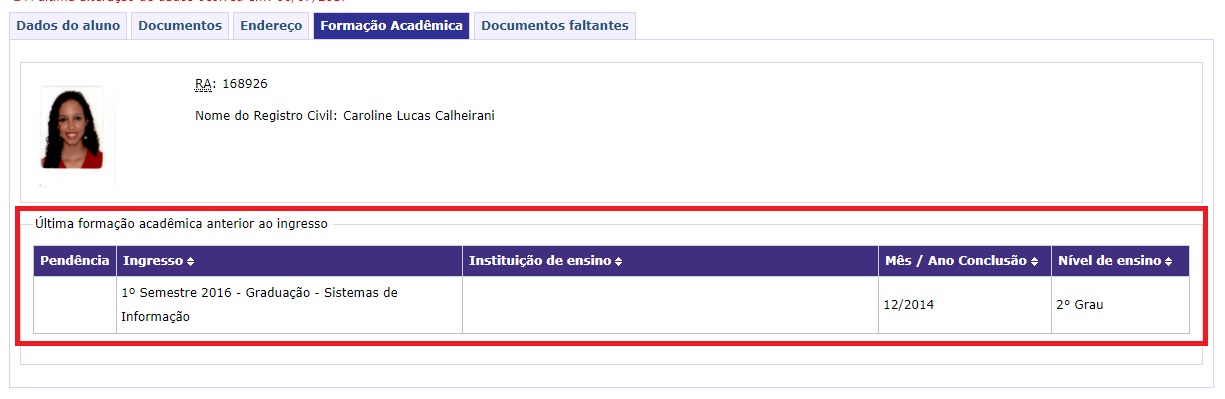 Dados do aluno Documentos Endereço Formação Acadêmica Documentos faltantes
RA: 168926
Nome do Registro Civil: Caroline Lucas Calheirani
Última formação acadêmica anterior ao ingresso
Pendência Ingresso Instituição de ensino Mês / Ano Conclusão Nível de ensino
1º Semestre 2016 - Graduação - Sistemas de
Informação
12/2014 2° Grau